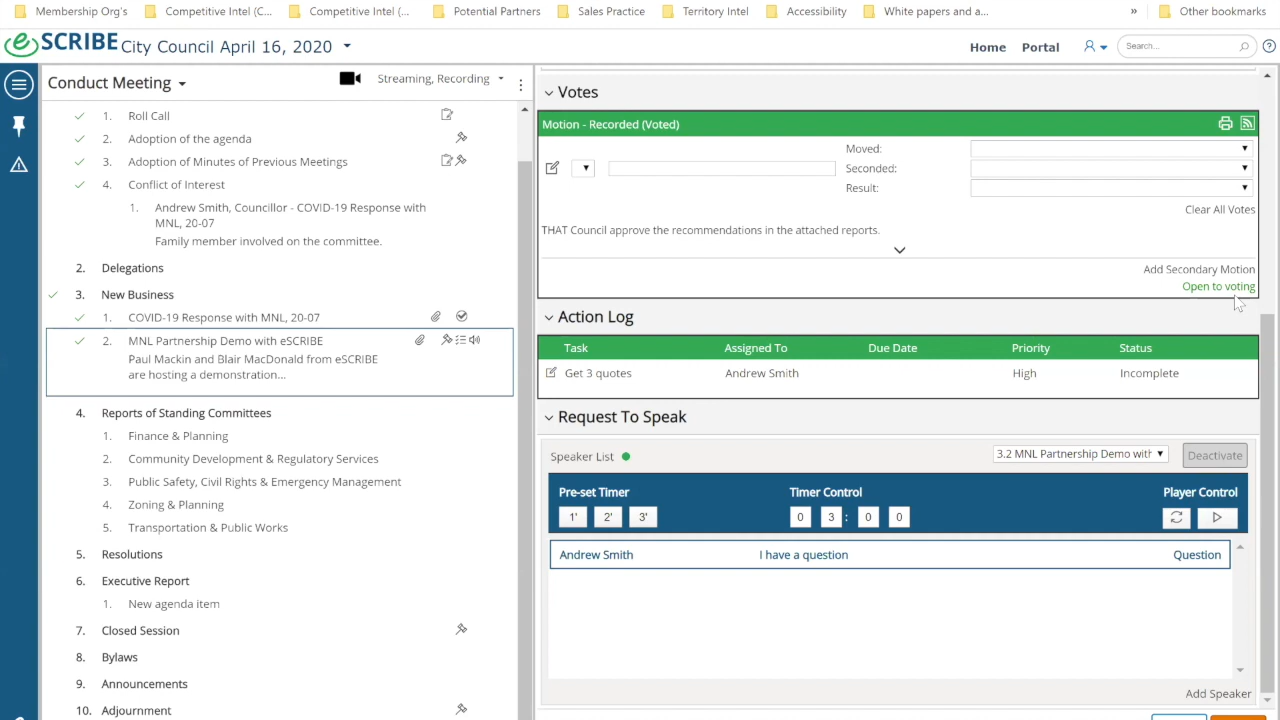 Membership Org's
Competitive Intel (C...
Competitive Intel (...
Potential Partners
Sales Practice
Territory Intel
Accessibility
White papers and a...
»
Other bookmarks
eSCRIBE
City Council April 16, 2020
Home
Portal
Search...
?
Conduct Meeting
Streaming, Recording
1. Roll Call
2. Adoption of the agenda
3. Adoption of Minutes of Previous Meetings
4. Conflict of Interest
1. Andrew Smith, Councillor - COVID-19 Response with
MNL, 20-07
Family member involved on the committee.
2. Delegations
3. New Business
1. COVID-19 Response with MNL, 20-07
2. MNL Partnership Demo with eSCRIBE
Paul Mackin and Blair MacDonald from eSCRIBE
are hosting a demonstration...
4. Reports of Standing Committees
1. Finance & Planning
2. Community Development & Regulatory Services
3. Public Safety, Civil Rights & Emergency Management
4. Zoning & Planning
5. Transportation & Public Works
5. Resolutions
6. Executive Report
1. New agenda item
7. Closed Session
8. Bylaws
9. Announcements
10. Adjournment
Votes
Motion - Recorded (Voted)
Moved:
Seconded:
Result:
Clear All Votes
THAT Council approve the recommendations in the attached reports.
Add Secondary Motion
Open to voting
Action Log
Task Assigned To Due Date Priority Status
Get 3 quotes Andrew Smith High Incomplete
Request To Speak
Speaker List
3.2 MNL Partnership Demo with
Deactivate
Pre-set Timer Timer Control Player Control
1' 2' 3' 0 3 : 0 0
Andrew Smith I have a question Question
Add Speaker